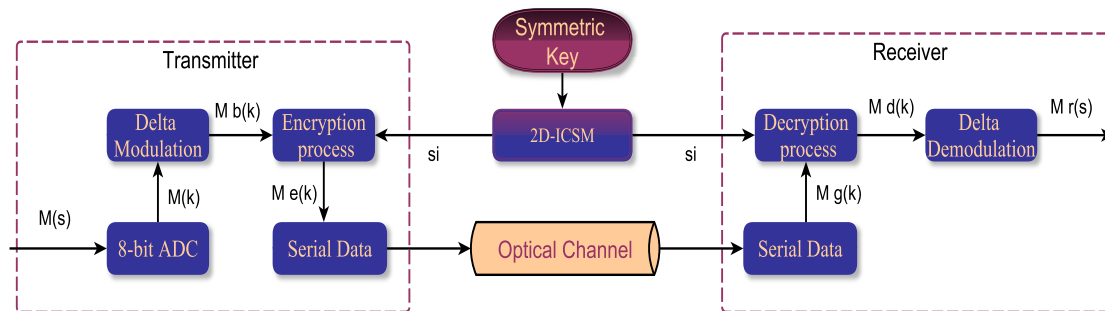 Symmetric
Key
Transmitter
Receiver
M b(k)
M d(k)
M r(s)
Delta
Modulation
Encryption
process
2D-ICSM
Decryption
process
Delta
Demodulation
si
si
M(k)
M e(k)
M g(k)
M(s)
8-bit ADC
Serial Data
Optical Channel
Serial Data